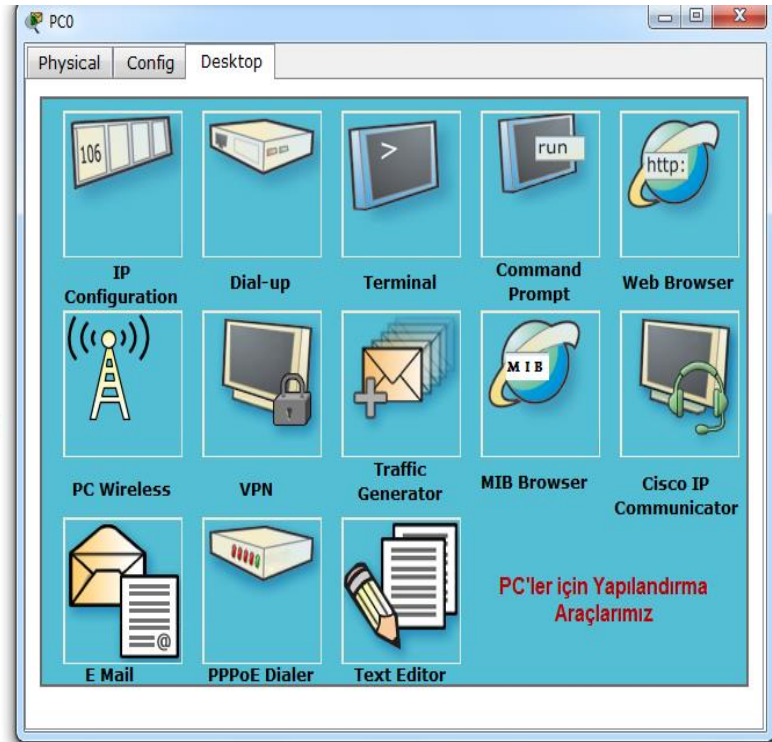 PC0
Physical Config Desktop
106
>
run
http:
IP
Configuration
Dial-up
Terminal
Command
Prompt
Web Browser
MIB
PC Wireless
VPN
Traffic
Generator
MIB Browser
Cisco IP
Communicator
@
E Mail
PPPoE Dialer
Text Editor
PC'ler için Yapılandırma
Araçlarımız